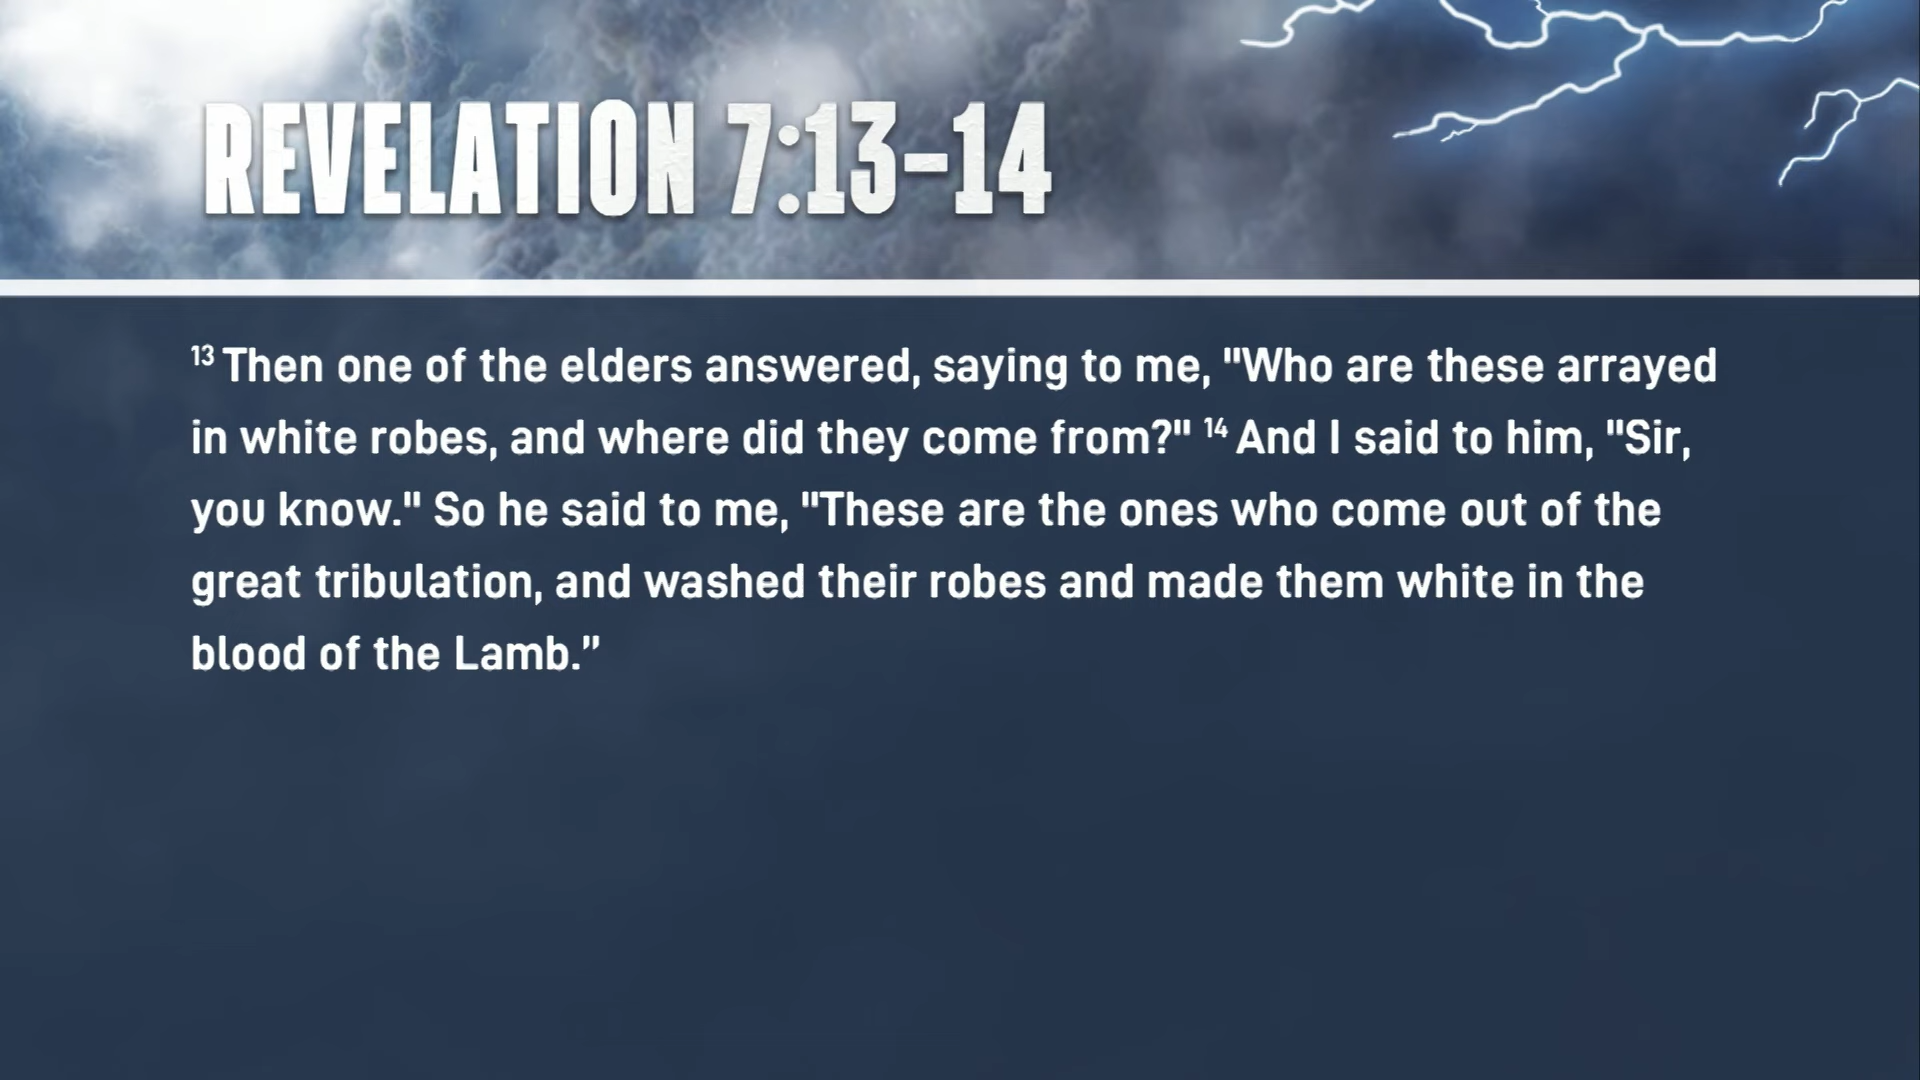 REVELATION 7:13-14
13 Then one of the elders answered, saying to me, "Who are these arrayed
in white robes, and where did they come from?" 14 And I said to him, "Sir,
you know." So he said to me, "These are the ones who come out of the
great tribulation, and washed their robes and made them white in the
blood of the Lamb.”